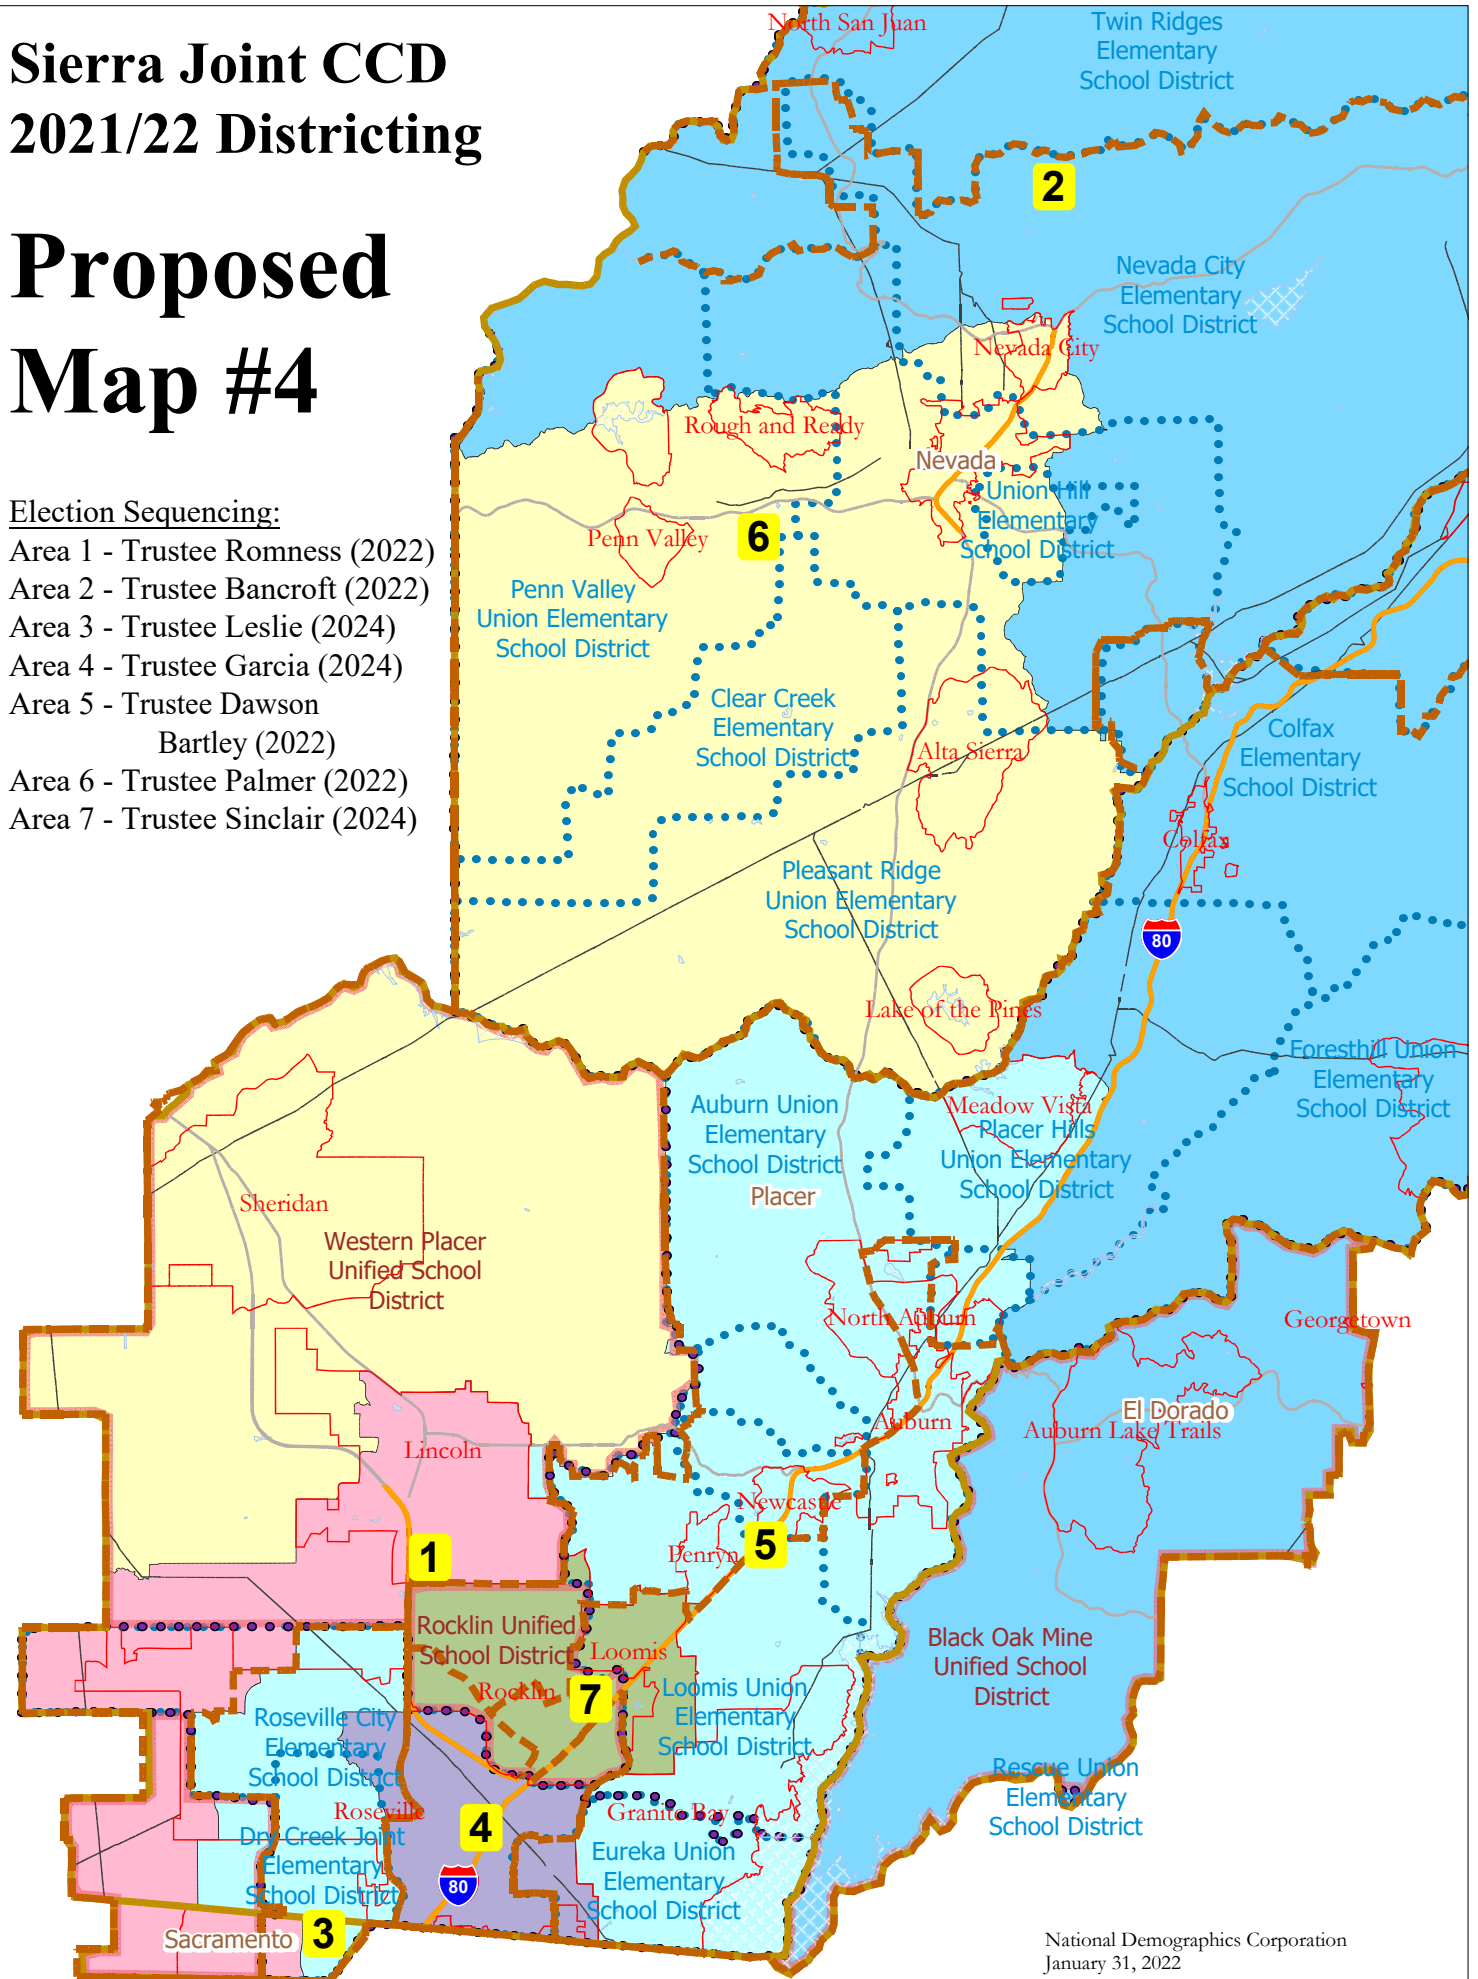 Sierra Joint CCD
2021/22 Districting
Proposed
Map #4
Election Sequencing:
Area 1 - Trustee Romness (2022)
Area 2 - Trustee Bancroft (2022)
Area 3 - Trustee Leslie (2024)
Area 4 - Trustee Garcia (2024)
Area 5 - Trustee Dawson
Bartley (2022)
Area 6 - Trustee Palmer (2022)
Area 7 - Trustee Sinclair (2024)
North San Juan
Twin Ridges
Elementary
School District
2
Nevada City
Elementary
School District
Nevada City
Rough and Ready
Nevada
Union Hill
Elementary
School District
Penn Valley
6
Penn Valley
Union Elementary
School District
Clear Creek
Elementary
School District
Alta Sierra
Colfax
Elementary
School District
Colfax
Pleasant Ridge
Union Elementary
School District
80
Lake of the Pines
Foresthill Union
Elementary
School District
Auburn Union
Elementary
School District
Placer
Meadow Vista
Placer Hills
Union Elementary
School District
Sheridan
Western Placer
Unified School
District
North Auburn
Georgetown
El Dorado
Auburn Lake Trails
Auburn
Lincoln
Newcastle
Penryn
5
1
Rocklin Unified
School District
Loomis
Rocklin
7
Loomis Union
Elementary
School District
Black Oak Mine
Unified School
District
Roseville City
Elementary
School District
Roseville
4
Granite Bay
Rescue Union
Elementary
School District
Dry Creek Joint
Elementary
School District
Eureka Union
Elementary
School District
80
Sacramento
3
National Demographics Corporation
January 31, 2022